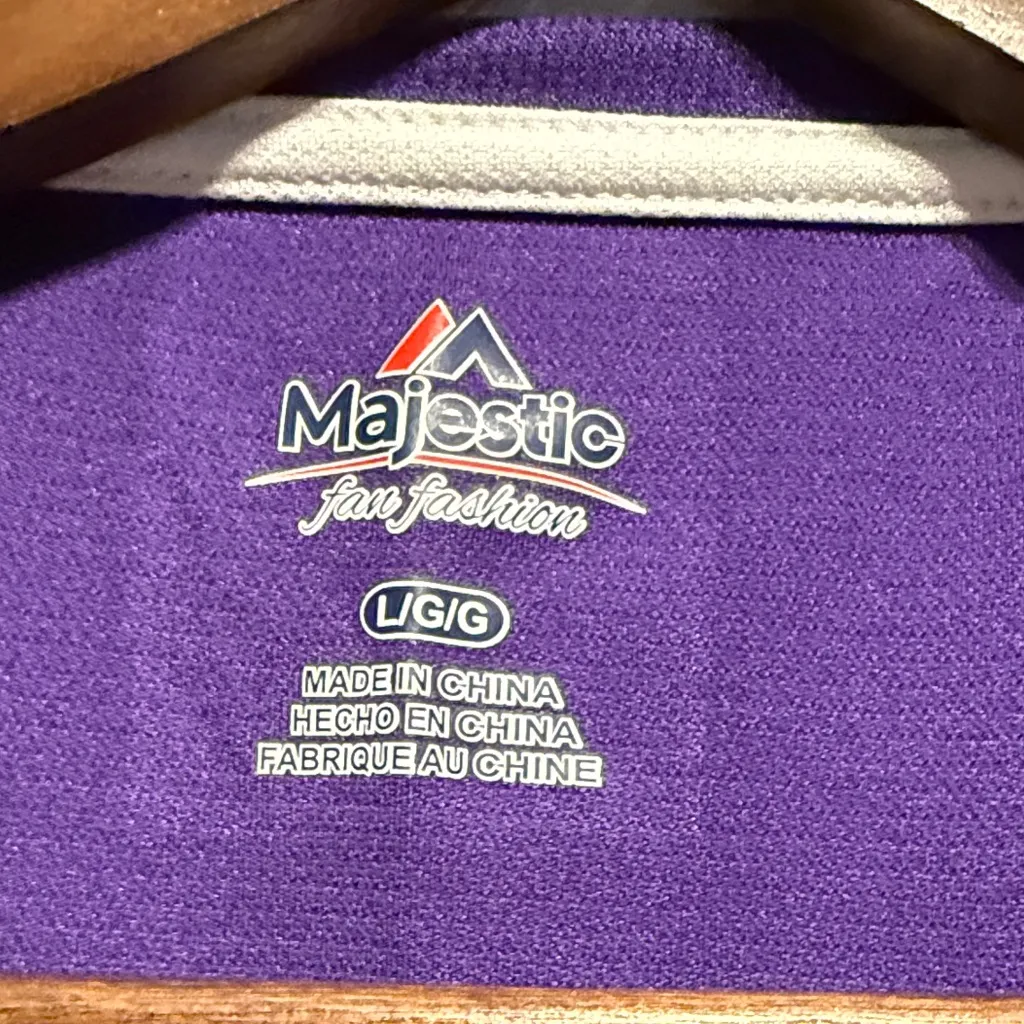 Majestic
fan fashion
L/G/G
MADE IN CHINA
HECHO EN CHINA
FABRIQUE AU CHINE